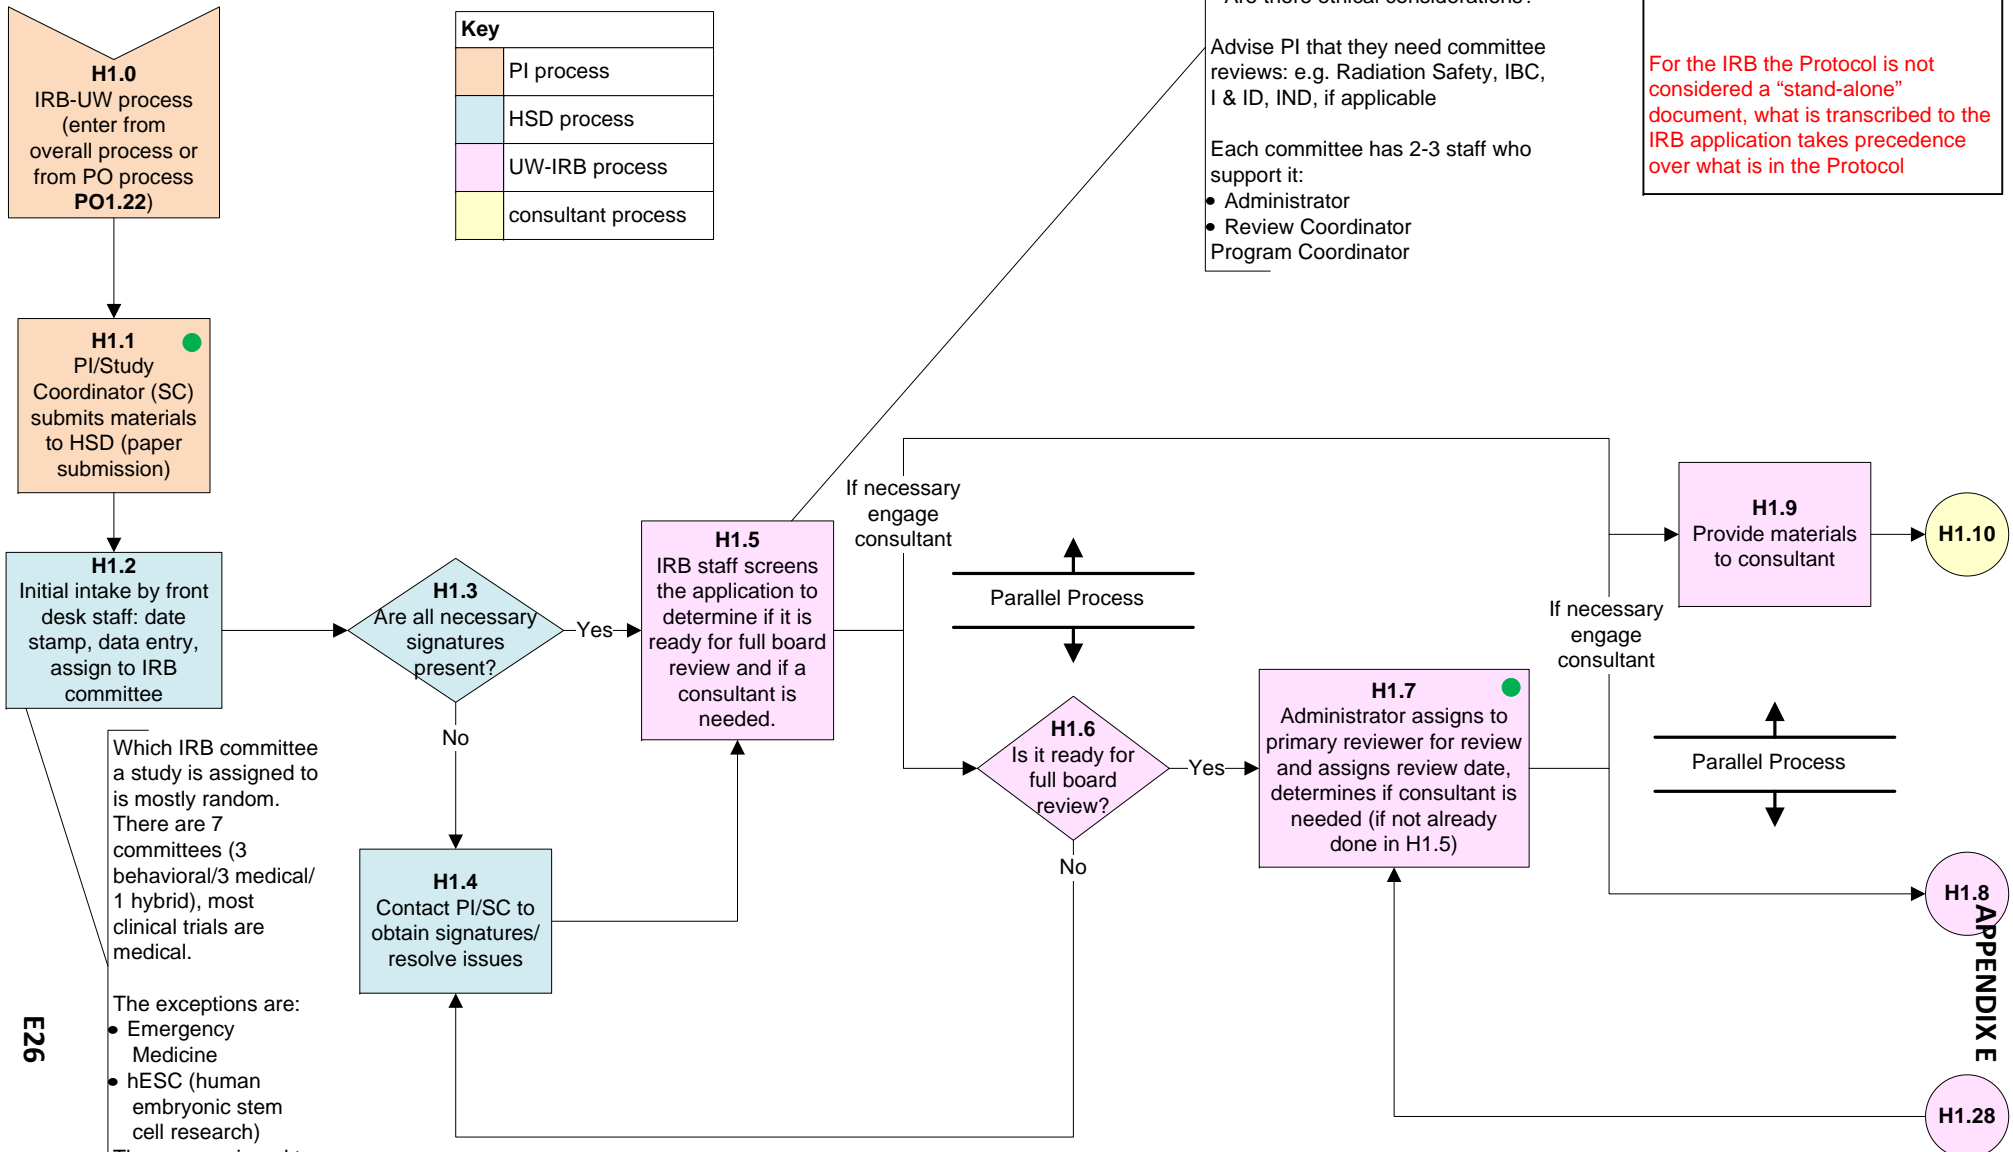 H1.0
IRB-UW process
(enter from
overall process or
from PO process
PO1.22)
Key
PI process
HSD process
UW-IRB process
consultant process
Advise PI that they need committee
reviews: e.g. Radiation Safety, IBC,
I & ID, IND, if applicable
Each committee has 2-3 staff who
support it:
• Administrator
• Review Coordinator
Program Coordinator
For the IRB the Protocol is not
considered a “stand-alone”
document, what is transcribed to the
IRB application takes precedence
over what is in the Protocol
H1.1
PI/Study
Coordinator (SC)
submits materials
to HSD (paper
submission)
H1.2
Initial intake by front
desk staff: date
stamp, data entry,
assign to IRB
committee
H1.3
Are all necessary
signatures
present?
Yes
No
H1.4
Contact PI/SC to
obtain signatures/
resolve issues
H1.5
IRB staff screens
the application to
determine if it is
ready for full board
review and if a
consultant is
needed.
If necessary
engage
consultant
Parallel Process
H1.6
Is it ready for
full board
review?
Yes
No
H1.7
Administrator assigns to
primary reviewer for review
and assigns review date,
determines if consultant is
needed (if not already
done in H1.5)
If necessary
engage
consultant
H1.9
Provide materials
to consultant
H1.10
Parallel Process
H1.8
H1.28
Which IRB committee
a study is assigned to
is mostly random.
There are 7
committees (3
behavioral/3 medical/
1 hybrid), most
clinical trials are
medical.
The exceptions are:
• Emergency
Medicine
• hESC (human
embryonic stem
cell research)
E26
APPENDIX E